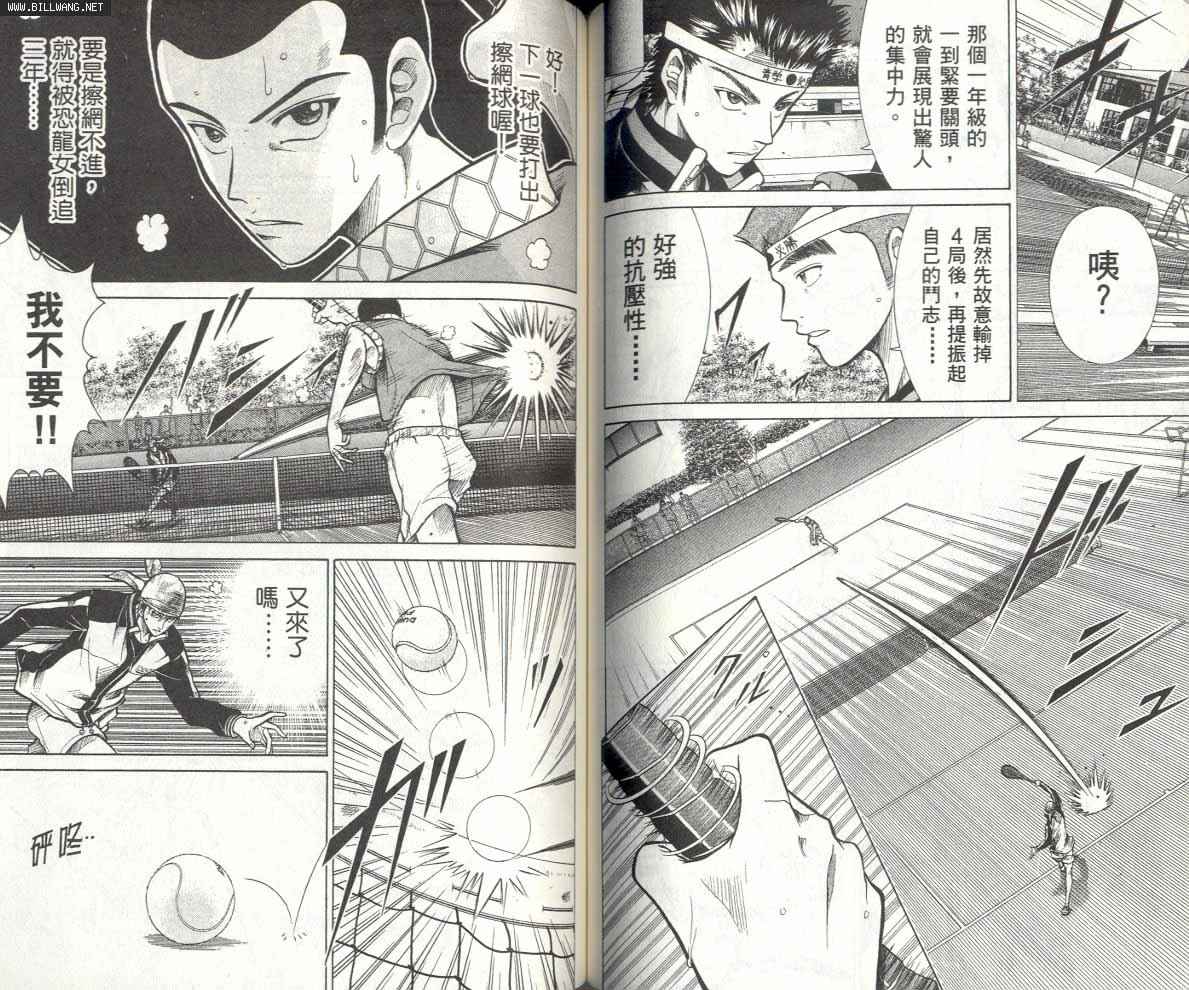 WWW.BILLWANG.NET
咦?
那個一年級的
一到緊要關頭，
就會展現出驚人
的集中力。
青学
必勝
居然先故意輸掉
4局後，再提振起
自己的鬥志……
好強
的抗壓性……
好！
下一球也要打出
擦網球喔！
要是擦網不進，
就得被恐龍女倒追
三年……
我不要!!
又來了
嗎……
砰咚..